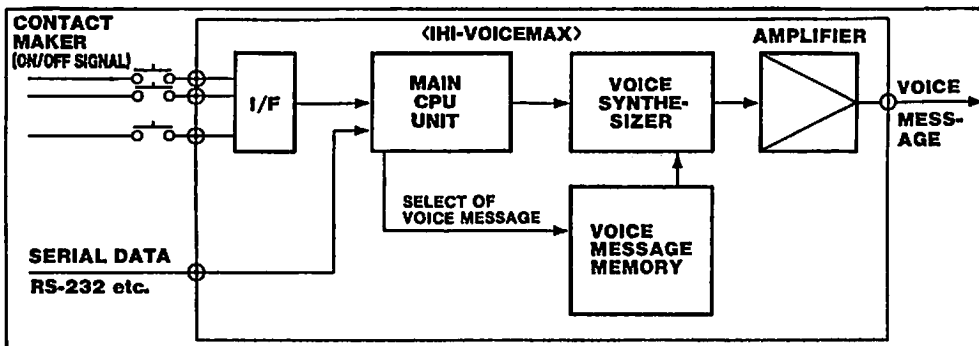 CONTACT
MAKER
(ON/OFF SIGNAL)
<IHI-VOICEMAX>
AMPLIFIER
I/F
MAIN
CPU
UNIT
VOICE
SYNTHE-
SIZER
VOICE
MESS-
AGE
SELECT OF
VOICE MESSAGE
VOICE
MESSAGE
MEMORY
SERIAL DATA
RS-232 etc.